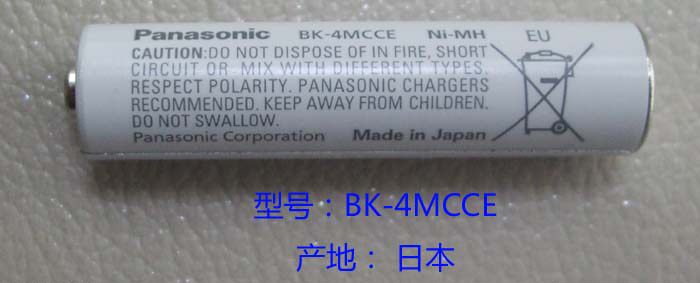 Panasonic BK-4MCCE Ni-MH EU
CAUTION:DO NOT DISPOSE OF IN FIRE, SHORT
CIRCUIT OR MIX WITH DIFFERENT TYPES.
RESPECT POLARITY. PANASONIC CHARGERS
RECOMMENDED. KEEP AWAY FROM CHILDREN.
DO NOT SWALLOW.
Panasonic Corporation Made in Japan
型号：BK-4MCCE
产地： 日本